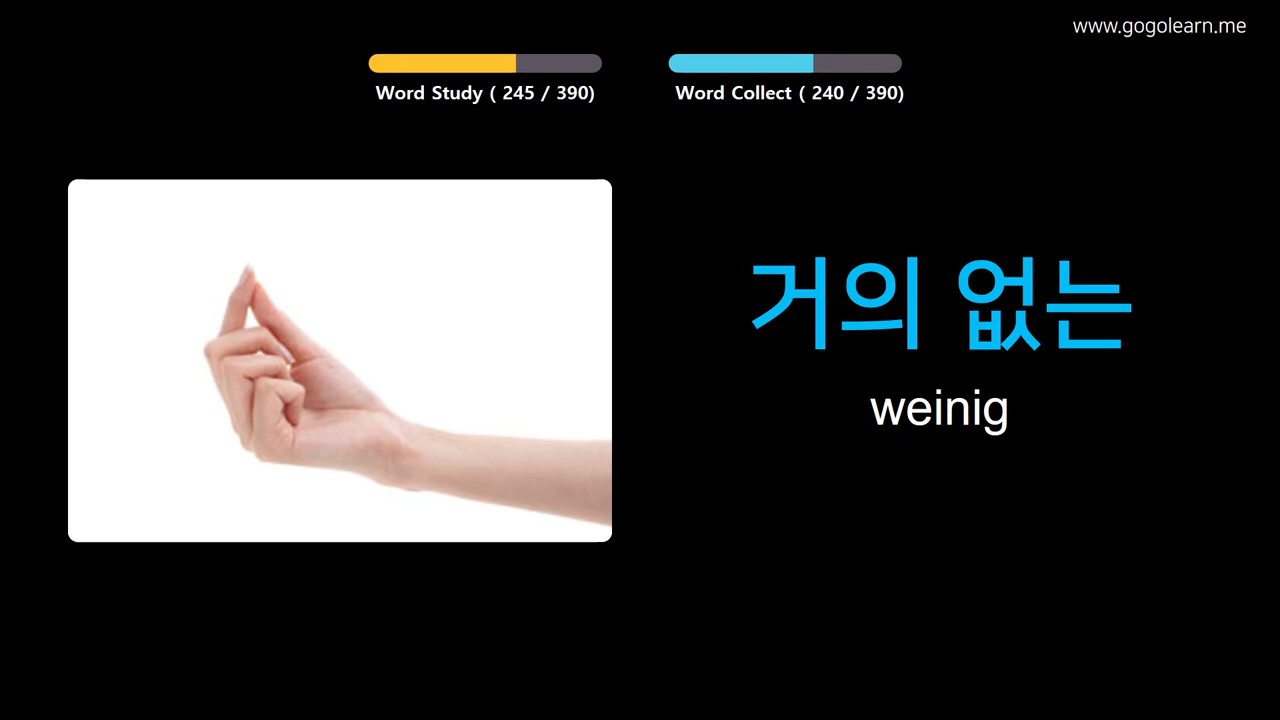 www.gogolearn.me
Word Study ( 245 / 390)
Word Collect ( 240 / 390)
거의 없는
weinig